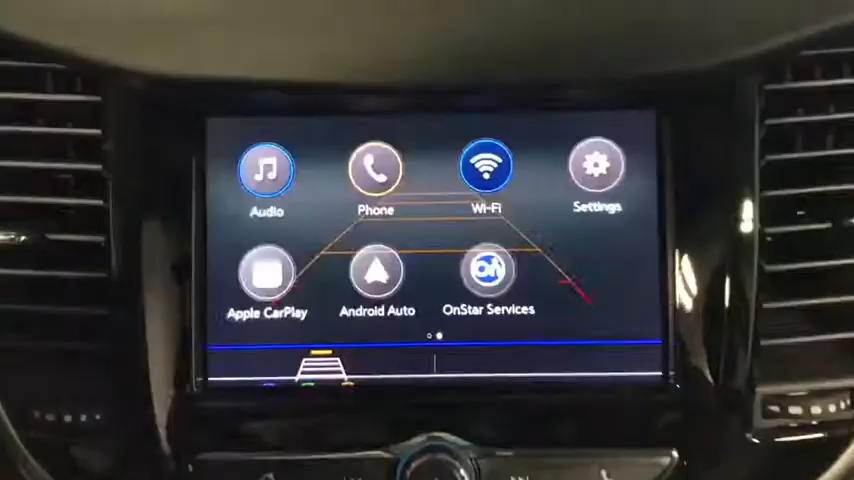 Audio
Phone
Wi-Fi
Settings
Apple CarPlay
Android Auto
OnStar Services